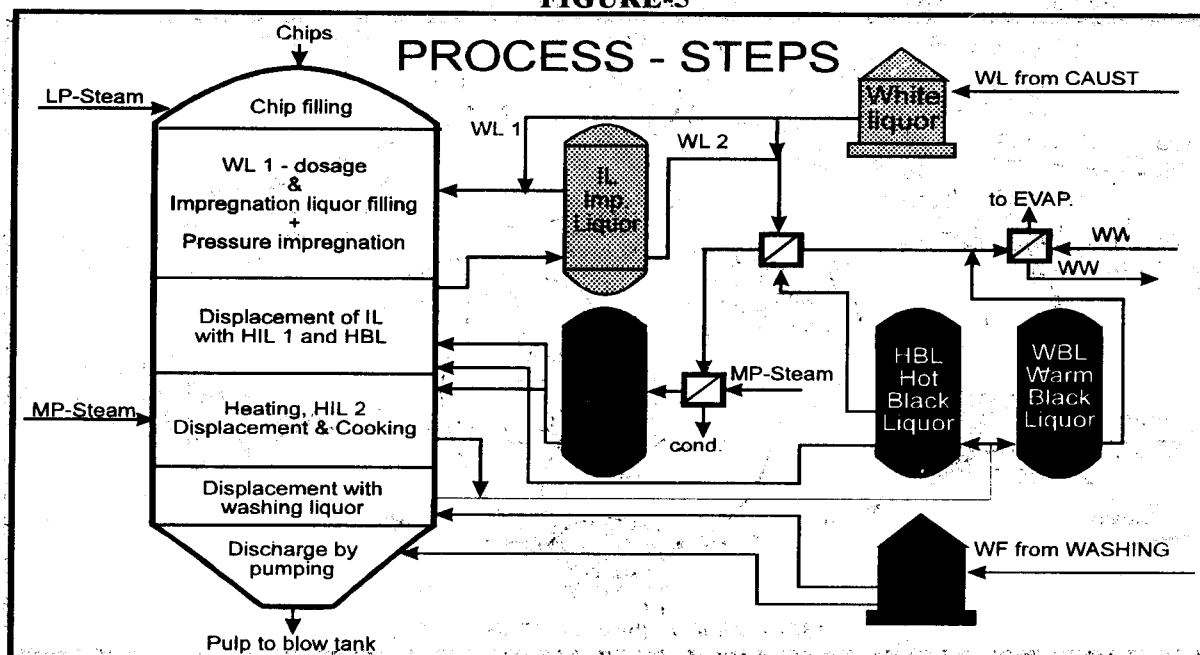 FIGURE-5
Chips
PROCESS - STEPS
LP-Steam
Chip filling
WL 1
WL 2
White
liquor
WL from CAUST
WL 1 - dosage
&
Impregnation liquor filling
+
Pressure impregnation
IL
Imp.
Liquor
to EVAP.
WW
WW
Displacement of IL
with HIL 1 and HBL
MP-Steam
cond.
HBL
Hot
Black
Liquor
WBL
Warm
Black
Liquor
MP-Steam
Heating, HIL 2
Displacement & Cooking
Displacement with
washing liquor
Discharge by
pumping
WF from WASHING
Pulp to blow tank